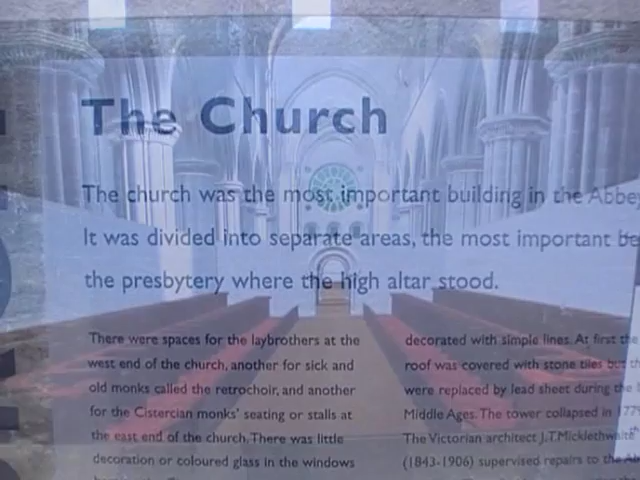 The Church
The church was the most important building in the Abbey
It was divided into separate areas, the most important be
the presbytery where the high altar stood.
There were spaces for the laybrothers at the
west end of the church, another for sick and
old monks called the retrochoir, and another
for the Cistercian monks' seating or stalls at
the east end of the church. There was little
decoration or coloured glass in the windows
decorated with simple lines. At first the
roof was covered with stone tiles but th
were replaced by lead sheet during the
Middle Ages. The tower collapsed in 1779
The Victorian architect J.T.Micklethwaite
(1843-1906) supervised repairs to the Ab